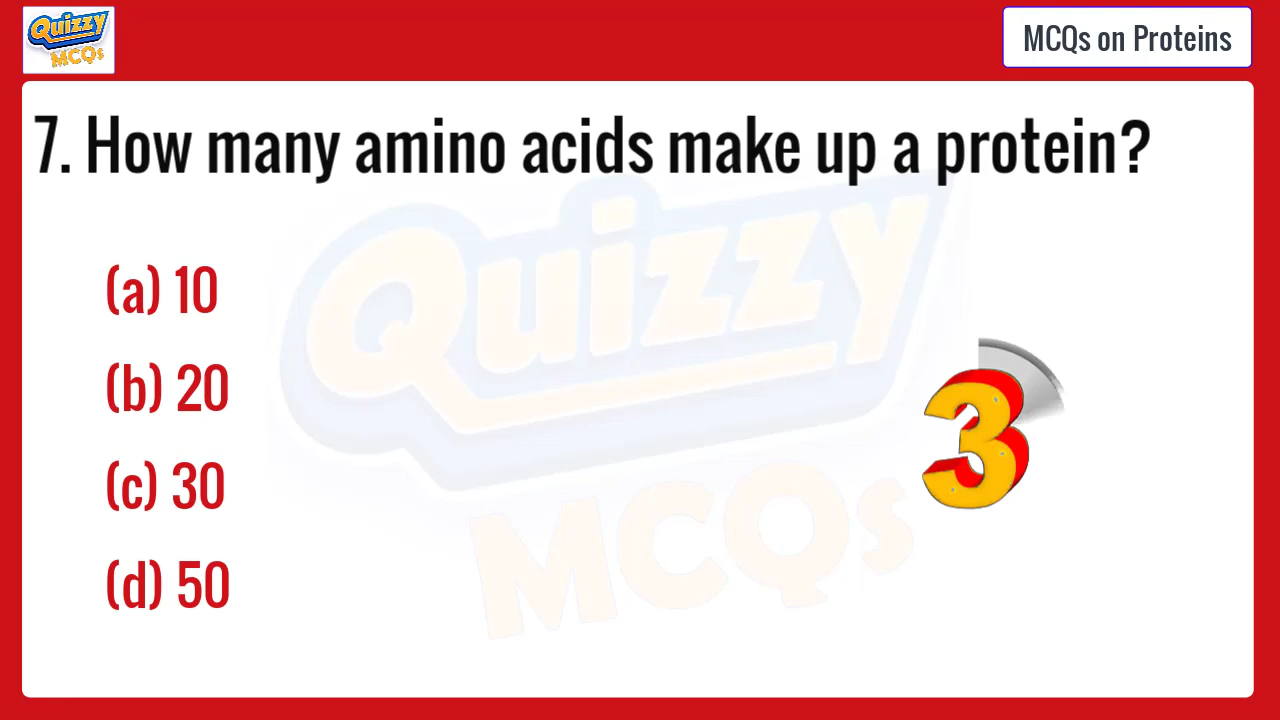 Quizzy
MCQs
MCQs on Proteins
7. How many amino acids make up a protein?
Quizzy
MCQs
(a) 10
(b) 20
(c) 30
(d) 50
3